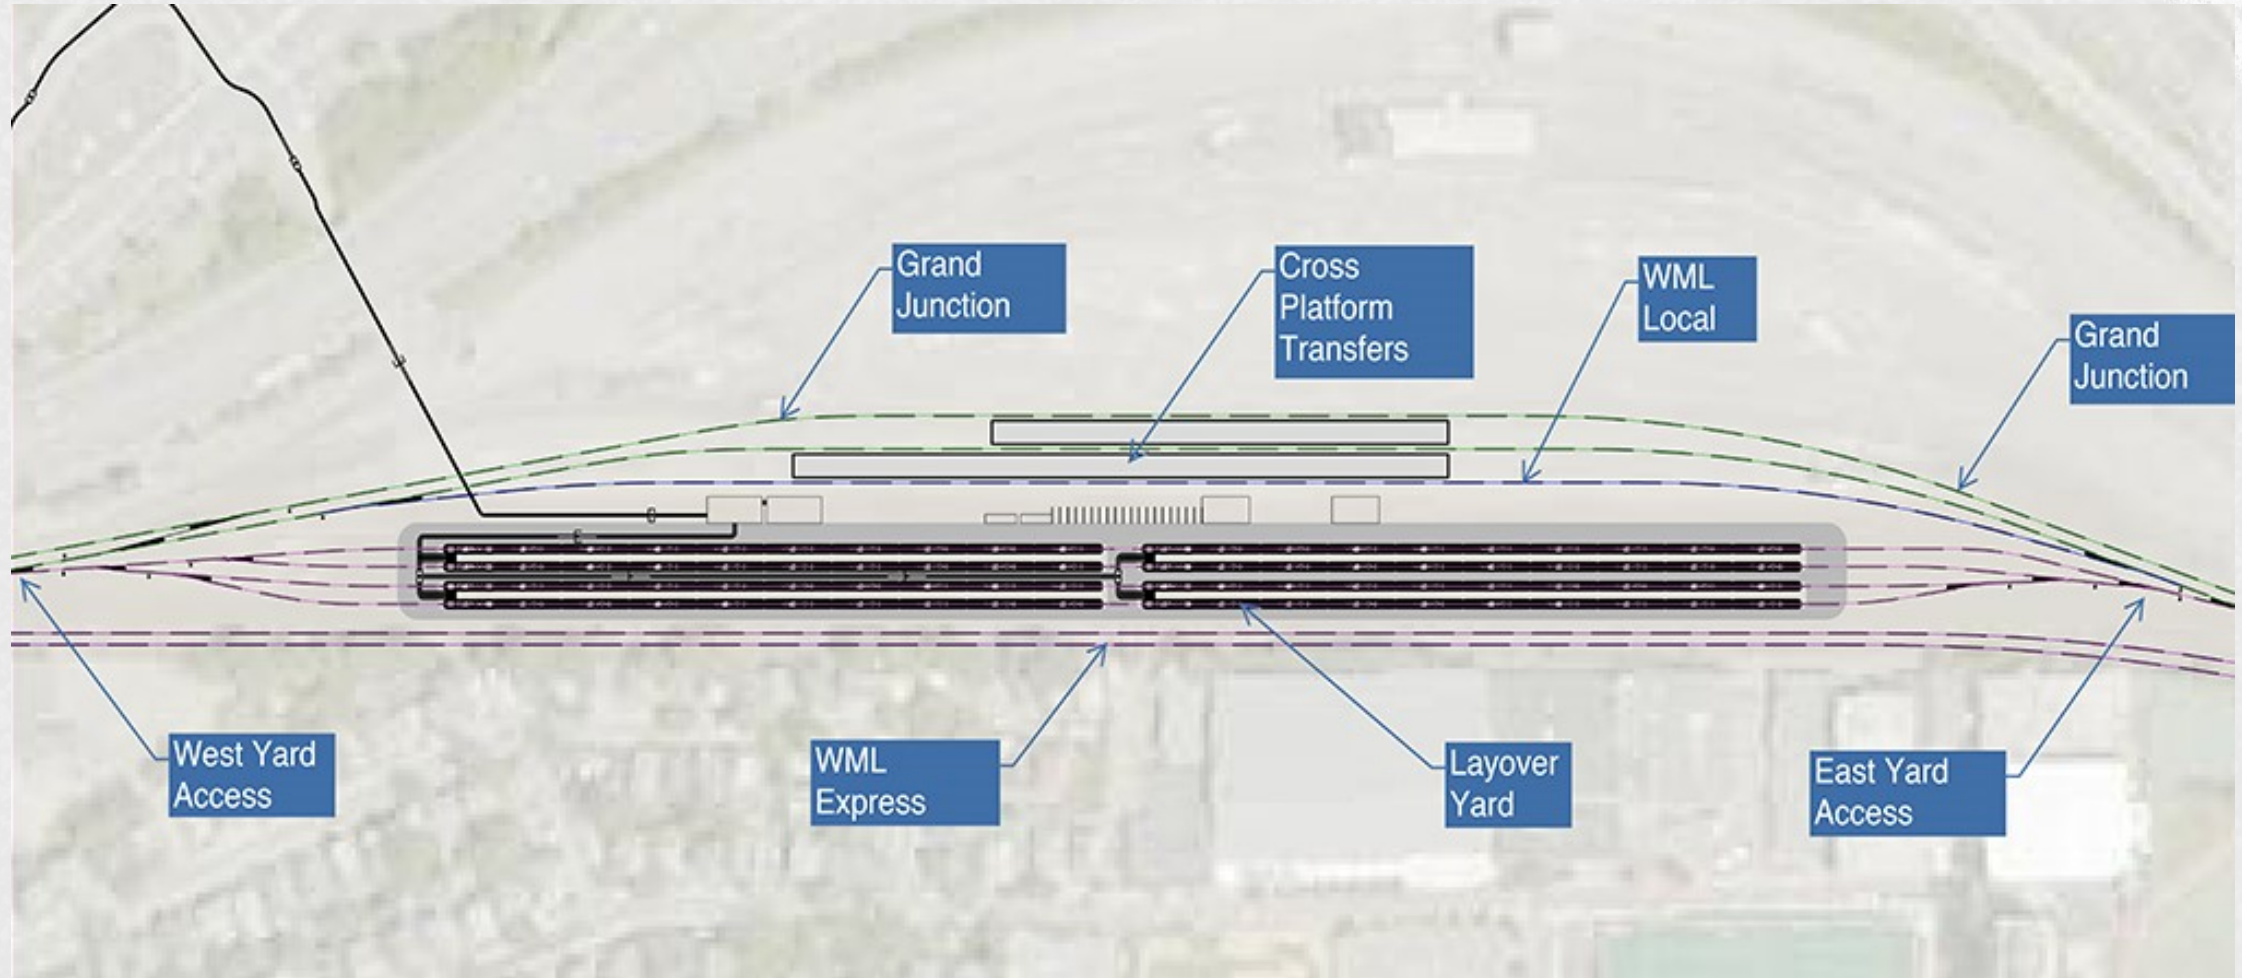 Grand
Junction
Cross
Platform
Transfers
WML
Local
Grand
Junction
West Yard
Access
WML
Express
Layover
Yard
East Yard
Access